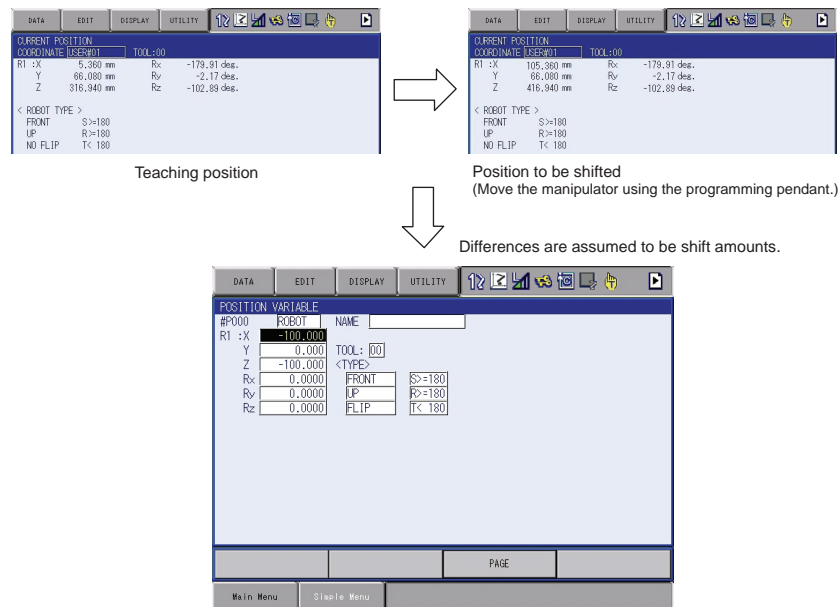 DATA EDIT DISPLAY UTILITY
CURRENT POSITION
COORDINATE USER#01 TOOL:00
R1 :X 5.360 mm Rx -179.91 deg.
Y 66.080 mm Ry -2.17 deg.
Z 316.940 mm Rz -102.89 deg.
< ROBOT TYPE >
FRONT S>=180
UP R>=180
NO FLIP T< 180
Teaching position
DATA EDIT DISPLAY UTILITY
CURRENT POSITION
COORDINATE USER#01 TOOL:00
R1 :X 105.360 mm Rx -179.91 deg.
Y 66.080 mm Ry -2.17 deg.
Z 416.940 mm Rz -102.89 deg.
< ROBOT TYPE >
FRONT S>=180
UP R>=180
NO FLIP T< 180
Position to be shifted
(Move the manipulator using the programming pendant.)
Differences are assumed to be shift amounts.
DATA EDIT DISPLAY UTILITY
POSITION VARIABLE
#P000 ROBOT NAME
R1 :X -100.000
Y 0.000 TOOL: 00
Z -100.000 <TYPE>
Rx 0.0000 FRONT S>=180
Ry 0.0000 UP R>=180
Rz 0.0000 FLIP T< 180
PAGE
Main Menu Simple Menu